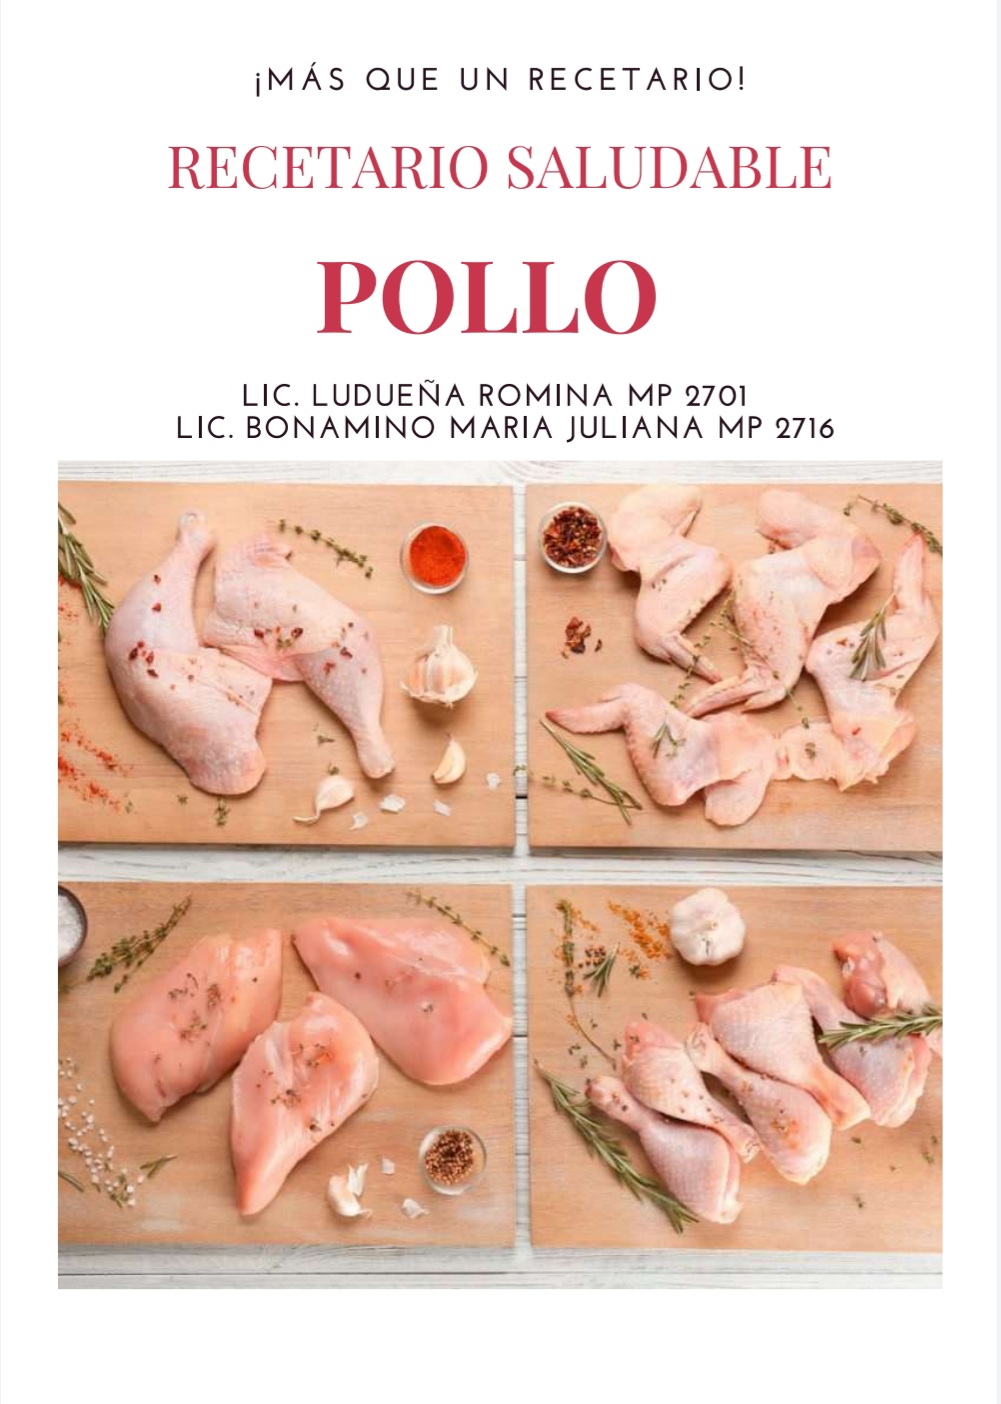 ¡MÁS QUE UN RECETARIO!
RECETARIO SALUDABLE
POLLO
LIC. LUDUEÑA ROMINA MP 2701
LIC. BONAMINO MARIA JULIANA MP 2716